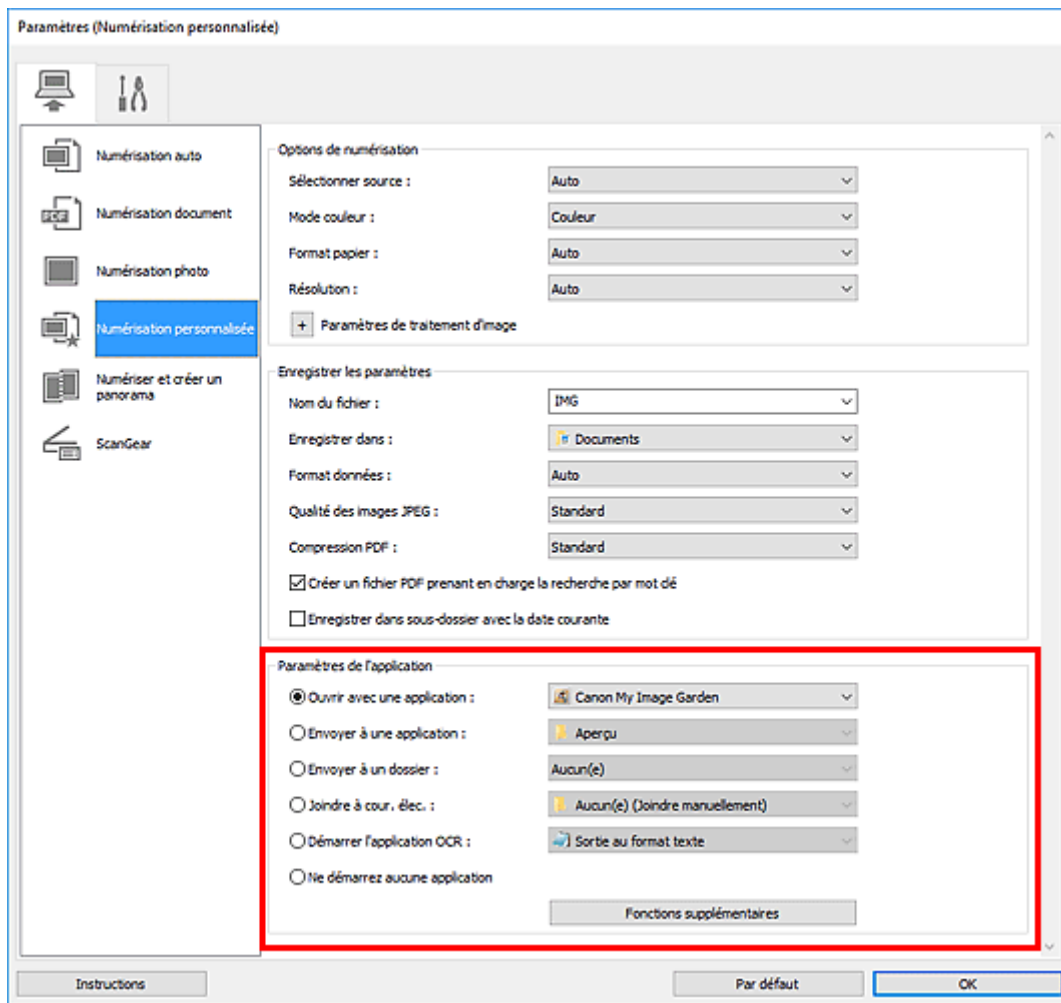 Paramètres (Numérisation personnalisée)
Numérisation auto
Numérisation document
Numérisation photo
Numérisation personnalisée
Numériser et créer un
panorama
ScanGear
Options de numérisation
Sélectionner source : Auto
Mode couleur : Couleur
Format papier : Auto
Résolution : Auto
+ Paramètres de traitement d'image
Enregistrer les paramètres
Nom du fichier : IMG
Enregistrer dans : Documents
Format données : Auto
Qualité des images JPEG : Standard
Compression PDF : Standard
Créer un fichier PDF prenant en charge la recherche par mot clé
Enregistrer dans sous-dossier avec la date courante
Paramètres de l'application
Ouvrir avec une application : Canon My Image Garden
Envoyer à une application : Aperçu
Envoyer à un dossier : Aucun(e)
Joindre à cour. élec. : Aucun(e) (Joindre manuellement)
Démarrer l'application OCR : Sortie au format texte
Ne démarrez aucune application
Fonctions supplémentaires
Instructions
Par défaut
OK